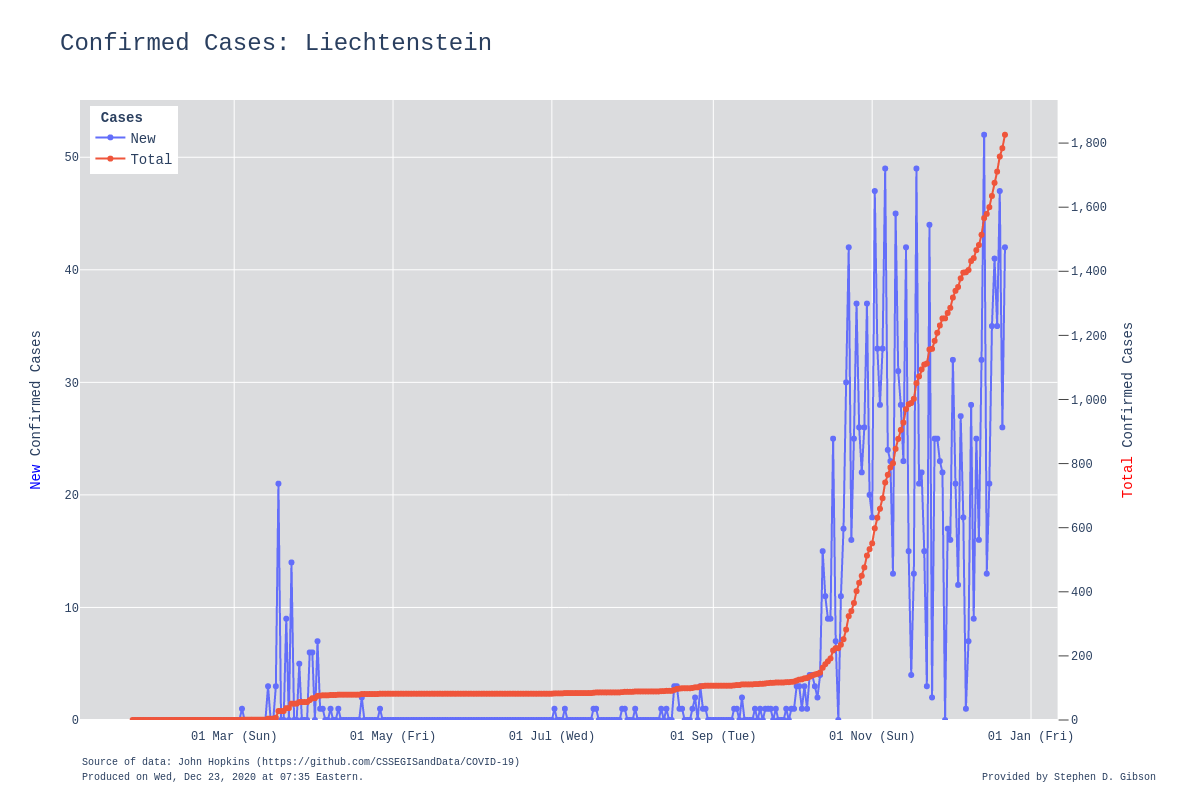 Confirmed Cases: Liechtenstein
Cases
New
Total
50
40
30
20
10
0
New Confirmed Cases
1,800
1,600
1,400
1,200
1,000
800
600
400
200
0
Total Confirmed Cases
01 Mar (Sun)
01 May (Fri)
01 Jul (Wed)
01 Sep (Tue)
01 Nov (Sun)
01 Jan (Fri)
Source of data: John Hopkins (https://github.com/CSSEGISandData/COVID-19)
Produced on Wed, Dec 23, 2020 at 07:35 Eastern.
Provided by Stephen D. Gibson